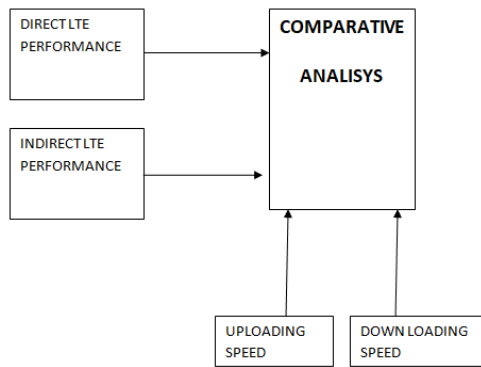 DIRECT LTE
PERFORMANCE
COMPARATIVE
ANALISYS
INDIRECT LTE
PERFORMANCE
UPLOADING
SPEED
DOWN LOADING
SPEED